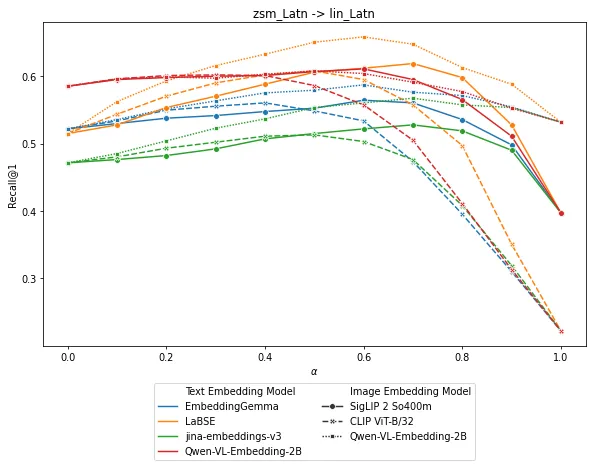 zsm_Latn -> lin_Latn
Recall@1
0.6
0.5
0.4
0.3
0.0 0.2 0.4 0.6 0.8 1.0
α
Text Embedding Model Image Embedding Model
EmbeddingGemma SigLIP 2 So400m
LaBSE CLIP ViT-B/32
jina-embeddings-v3 Qwen-VL-Embedding-2B
Qwen-VL-Embedding-2B